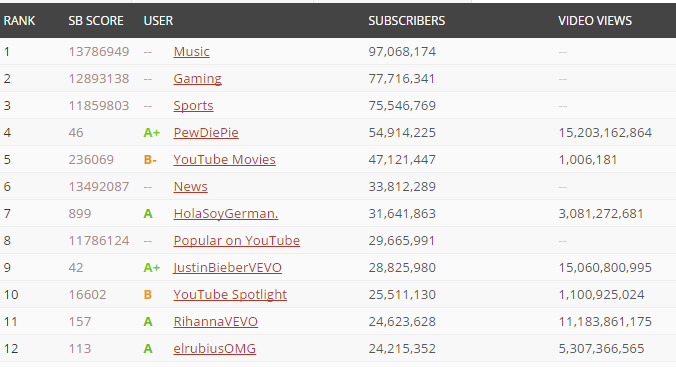 RANK SB SCORE USER SUBSCRIBERS VIDEO VIEWS
1 13786949 -- Music 97,068,174 --
2 12893138 -- Gaming 77,716,341 --
3 11859803 -- Sports 75,546,769 --
4 46 A+ PewDiePie 54,914,225 15,203,162,864
5 236069 B- YouTube Movies 47,121,447 1,006,181
6 13492087 -- News 33,812,289 --
7 899 A HolaSoyGerman. 31,641,863 3,081,272,681
8 11786124 -- Popular on YouTube 29,665,991 --
9 42 A+ JustinBieberVEVO 28,825,980 15,060,800,995
10 16602 B YouTube Spotlight 25,511,130 1,100,925,024
11 157 A RihannaVEVO 24,623,628 11,183,861,175
12 113 A elrubiusOMG 24,215,352 5,307,366,565